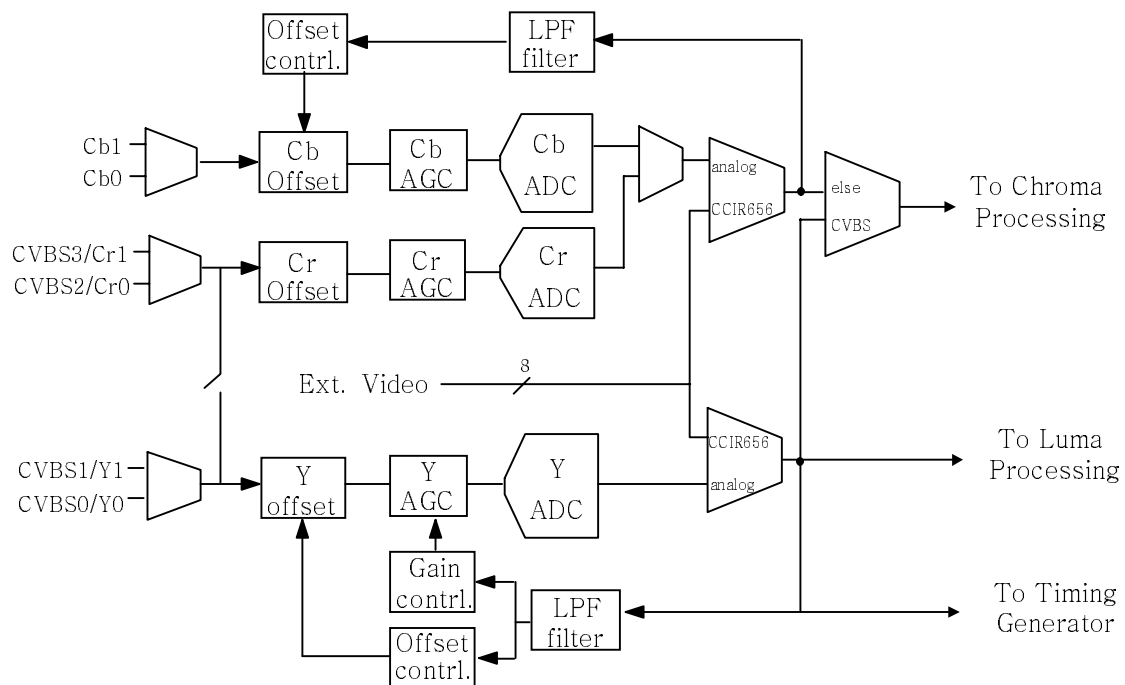 Offset
contrl.
LPF
filter
Cb1
Cb0
Cb
Offset
Cb
AGC
Cb
ADC
analog
CCIR656
else
CVBS
To Chroma
Processing
CVBS3/Cr1
CVBS2/Cr0
Cr
Offset
Cr
AGC
Cr
ADC
Ext. Video
8
CVBS1/Y1
CVBS0/Y0
Y
offset
Y
AGC
Y
ADC
CCIR656
analog
To Luma
Processing
Gain
contrl.
Offset
contrl.
LPF
filter
To Timing
Generator